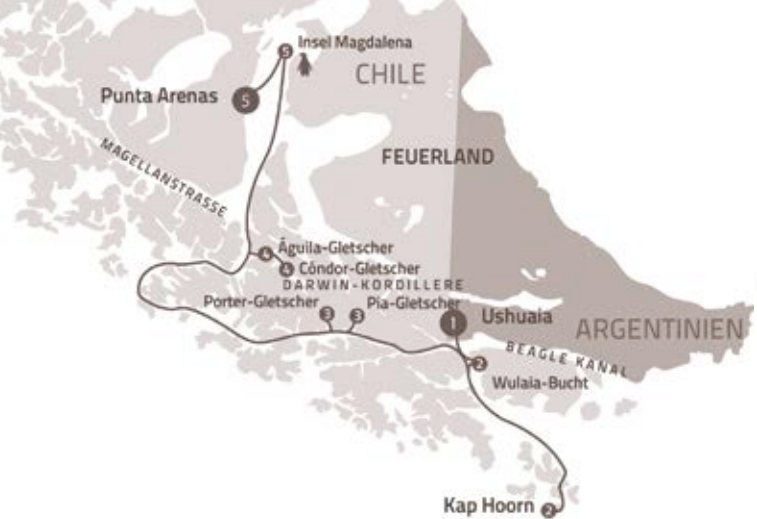 5 Insel Magdalena
CHILE
Punta Arenas 5
FEUERLAND
MAGELLANSTRASSE
4 Águila-Gletscher
4 Cóndor-Gletscher
DARWIN-KORDILLERE
Porter-Gletscher 3
Pia-Gletscher 3
1 Ushuaia
ARGENTINIEN
BEAGLE KANAL
2
Wulaia-Bucht
Kap Hoorn 2